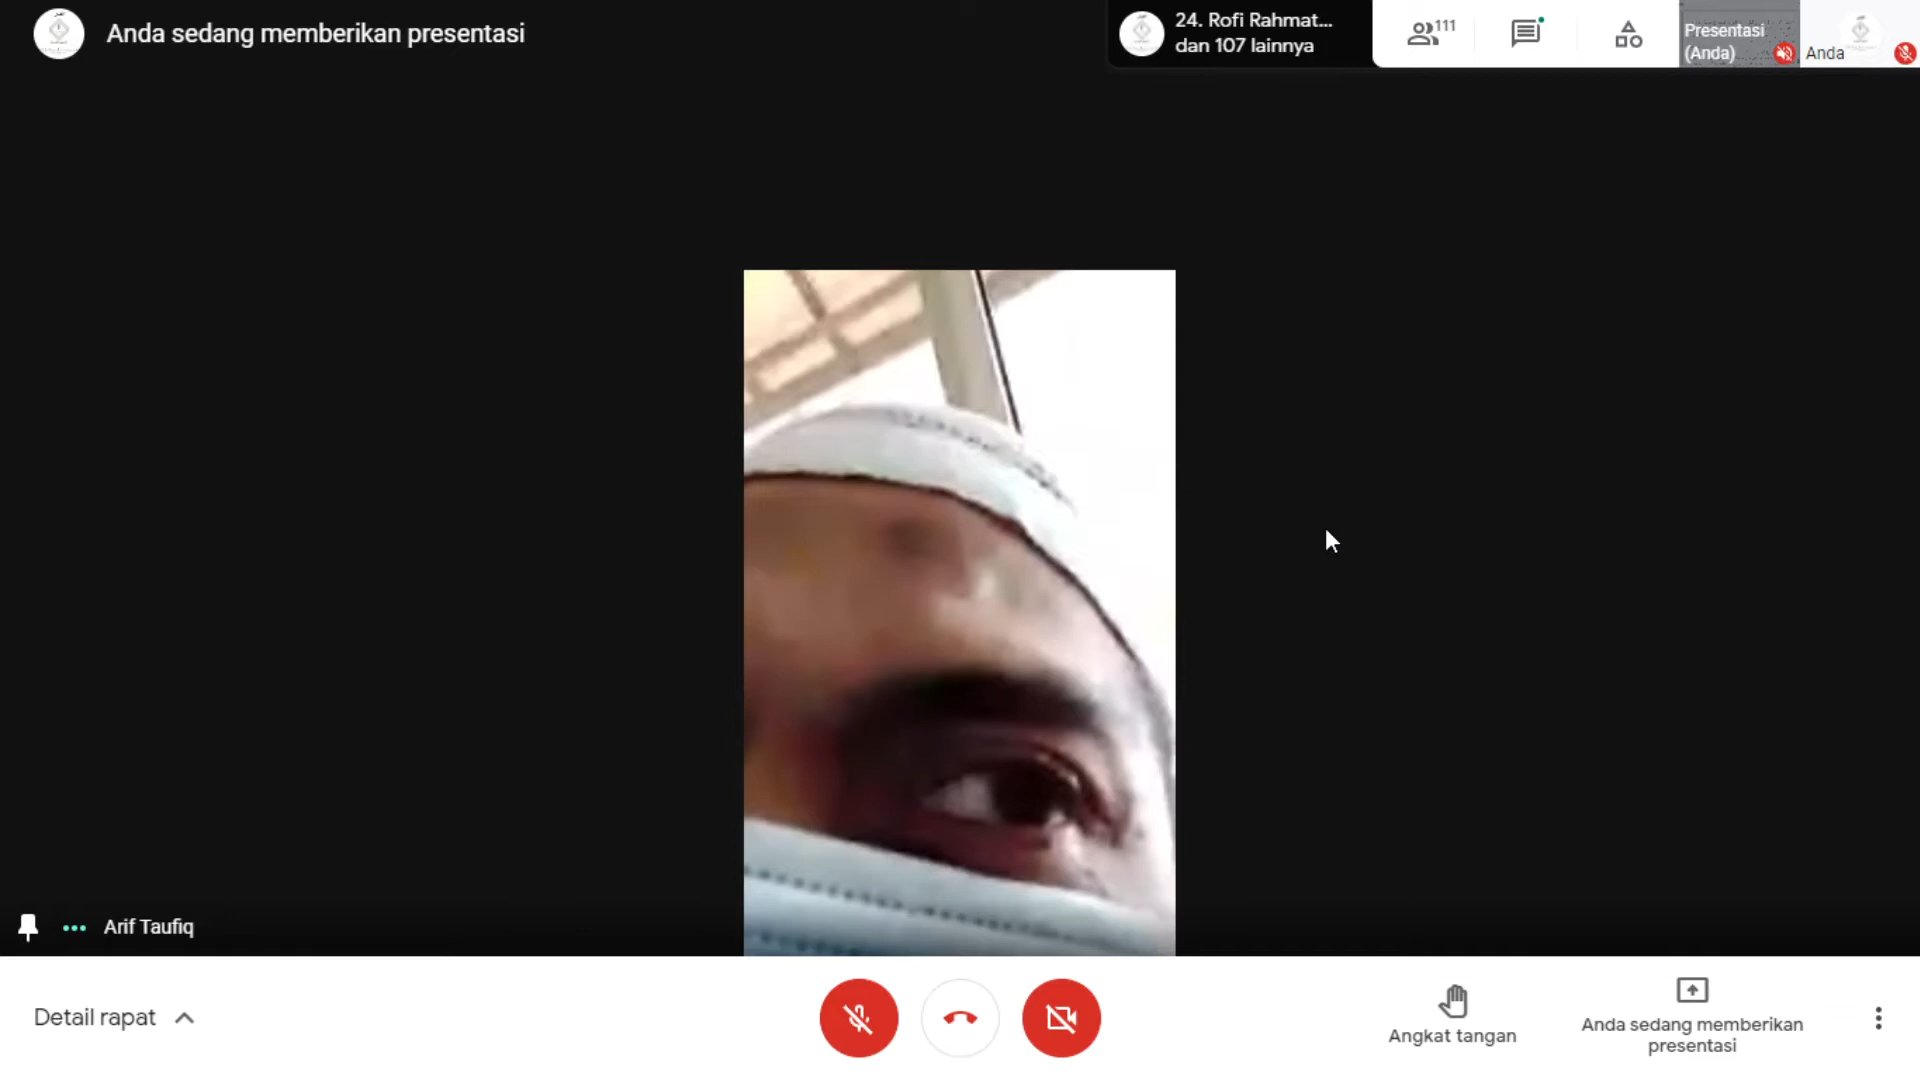 Anda sedang memberikan presentasi
24. Rofi Rahmat...
dan 107 lainnya
111
Presentasi
(Anda)
Anda
Arif Taufiq
Detail rapat
Angkat tangan
Anda sedang memberikan
presentasi